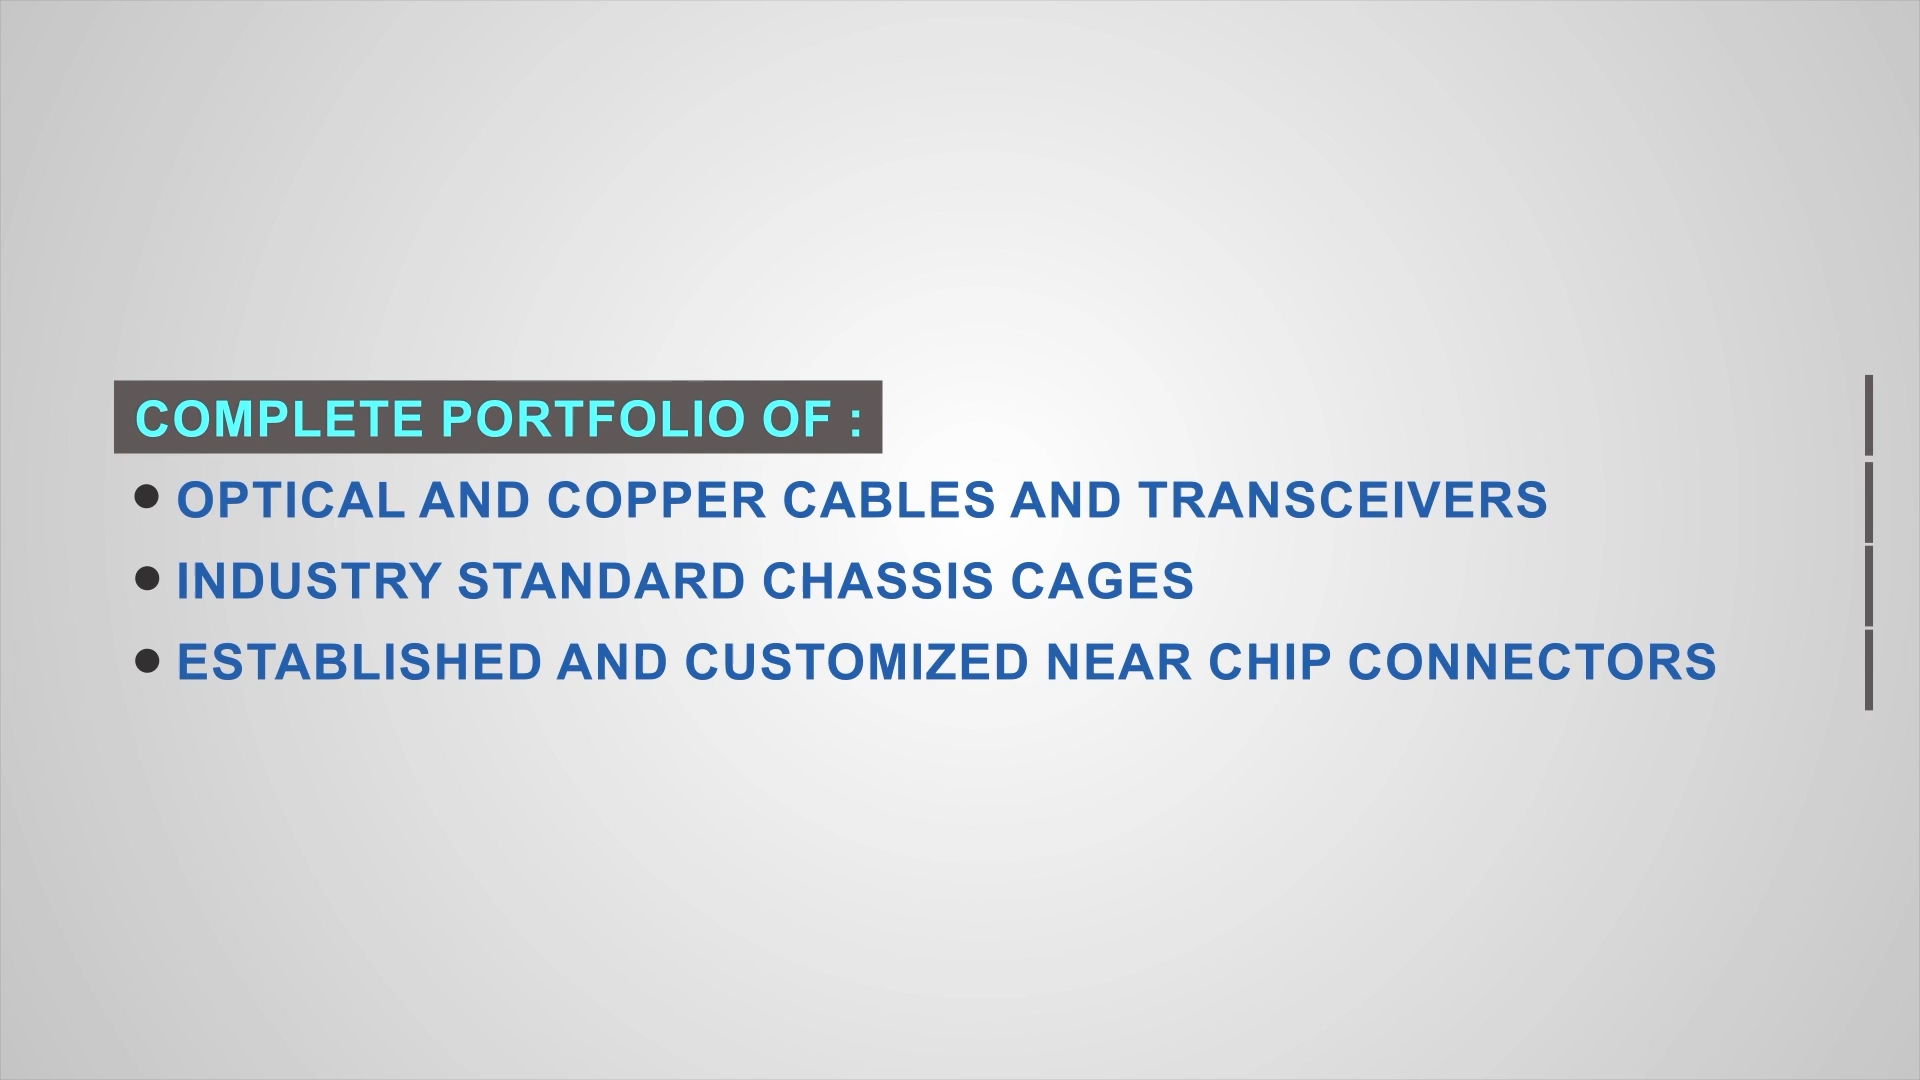 COMPLETE PORTFOLIO OF :
● OPTICAL AND COPPER CABLES AND TRANSCEIVERS
● INDUSTRY STANDARD CHASSIS CAGES
● ESTABLISHED AND CUSTOMIZED NEAR CHIP CONNECTORS